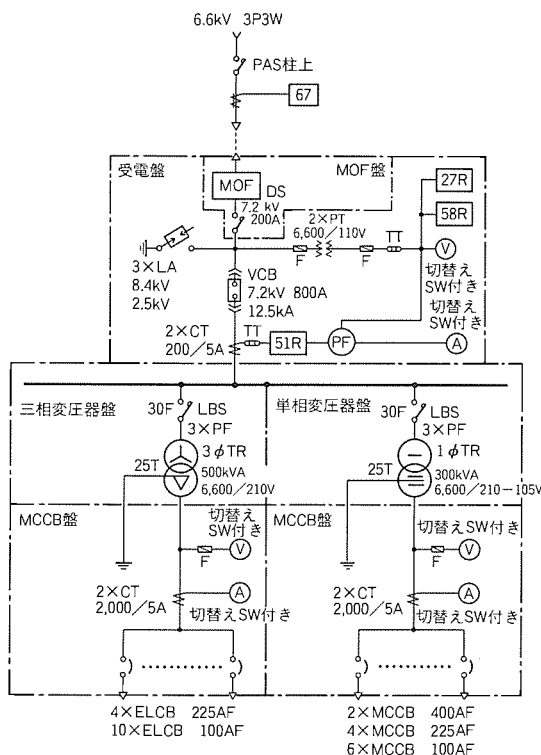 6.6kV 3P3W
PAS柱上
67
受電盤
MOF盤
MOF
DS
7.2 kV
200A
27R
58R
2×PT
6,600/110V
TT
F
F
V
切替え
SW付き
3×LA
8.4kV
2.5kV
VCB
7.2kV 800A
12.5kA
切替え
SW付き
2×CT
200/5A
TT
51R
PF
A
三相変圧器盤
30F
LBS
3×PF
3φTR
25T
500kVA
6,600/210V
単相変圧器盤
30F
LBS
3×PF
1φTR
25T
300kVA
6,600/210-105V
MCCB盤
切替え
SW付き
F
V
2×CT
2,000/5A
A
切替えSW付き
MCCB盤
切替えSW付き
F
V
2×CT
2,000/5A
A
切替えSW付き
4×ELCB 225AF
10×ELCB 100AF
2×MCCB 400AF
4×MCCB 225AF
6×MCCB 100AF